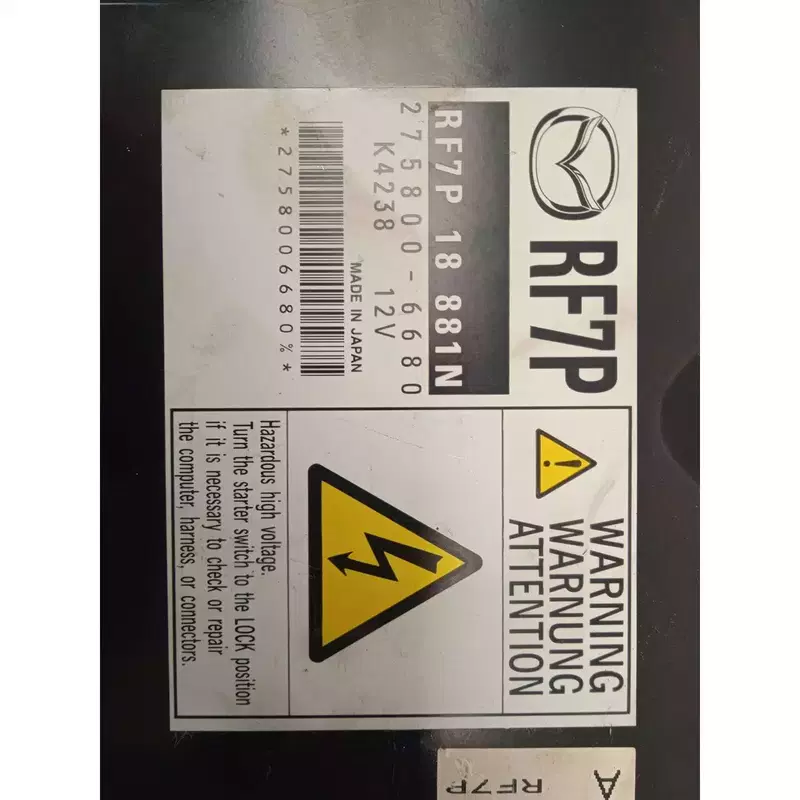 RF7P
RF7P 18 881N
275800-6680
K4238 12V
MADE IN JAPAN
*2758006680%*
WARNING
WARNUNG
ATTENTION
Hazardous high voltage.
Turn the starter switch to the LOCK position
if it is necessary to check or repair
the computer, harness, or connectors.
A
RF7P